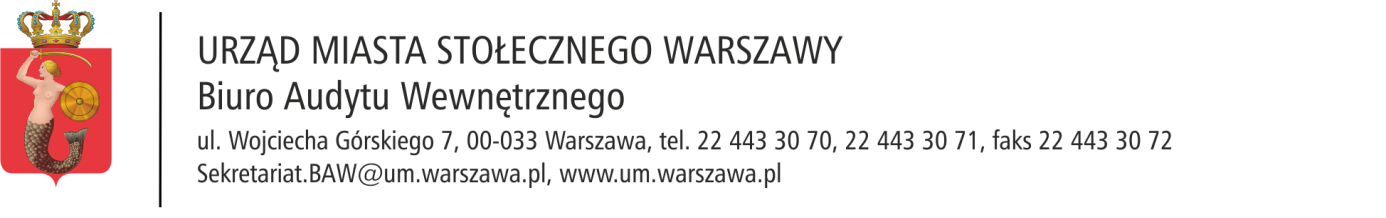 URZĄD MIASTA STOŁECZNEGO WARSZAWY
Biuro Audytu Wewnętrznego
ul. Wojciecha Górskiego 7, 00-033 Warszawa, tel. 22 443 30 70, 22 443 30 71, faks 22 443 30 72
Sekretariat.BAW@um.warszawa.pl, www.um.warszawa.pl